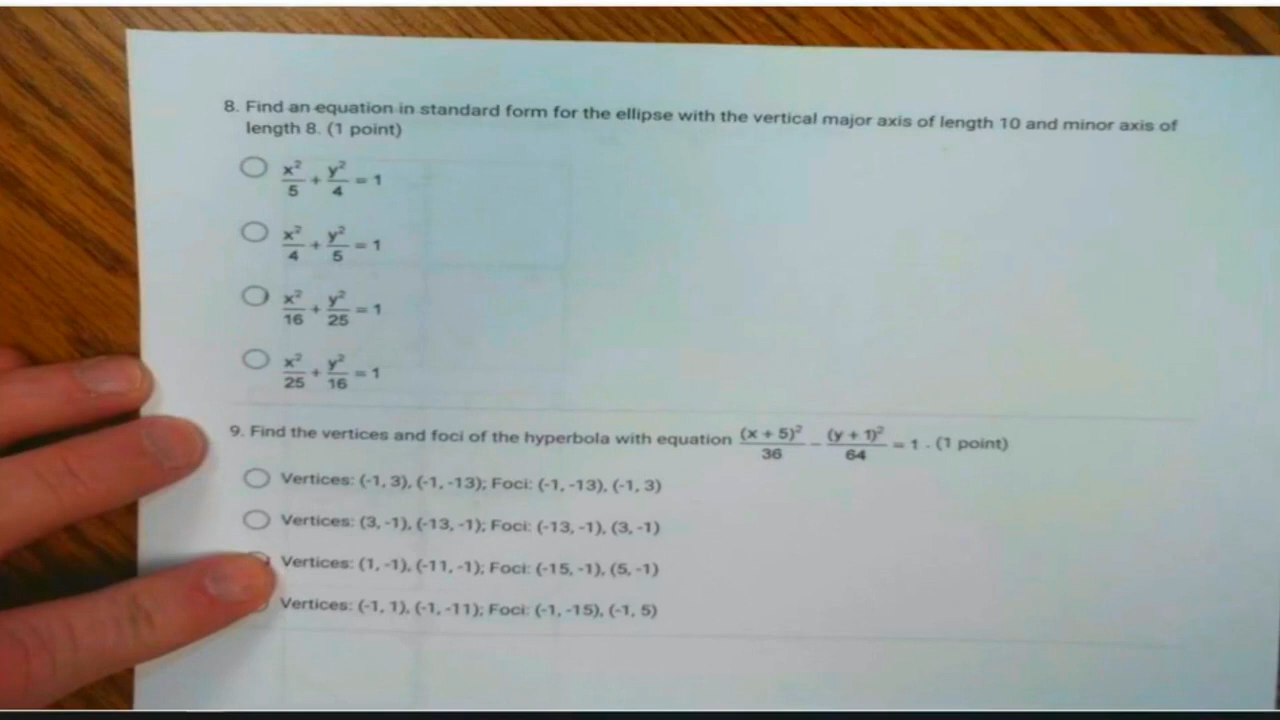 8. Find an equation in standard form for the ellipse with the vertical major axis of length 10 and minor axis of
length 8. (1 point)
x²/5 + y²/4 = 1
x²/4 + y²/5 = 1
x²/16 + y²/25 = 1
x²/25 + y²/16 = 1
9. Find the vertices and foci of the hyperbola with equation (x + 5)²/36 − (y + 1)²/64 = 1 . (1 point)
Vertices: (-1, 3), (-1, -13); Foci: (-1, -13), (-1, 3)
Vertices: (3, -1), (-13, -1); Foci: (-13, -1), (3, -1)
Vertices: (1, -1), (-11, -1); Foci: (-15, -1), (5, -1)
Vertices: (-1, 1), (-1, -11); Foci: (-1, -15), (-1, 5)